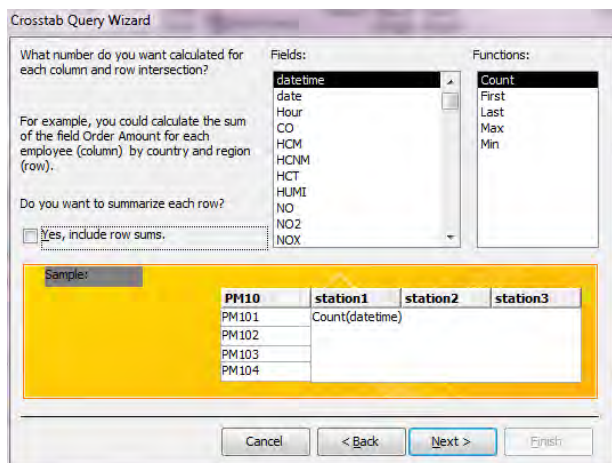 Crosstab Query Wizard
What number do you want calculated for
each column and row intersection?
For example, you could calculate the sum
of the field Order Amount for each
employee (column) by country and region
(row).
Do you want to summarize each row?
Yes, include row sums.
Fields:
datetime
date
Hour
CO
HCM
HCNM
HCT
HUMI
NO
NO2
NOX
Functions:
Count
First
Last
Max
Min
Sample:
PM10 station1 station2 station3
PM101 Count(datetime)
PM102
PM103
PM104
Cancel < Back Next > Finish